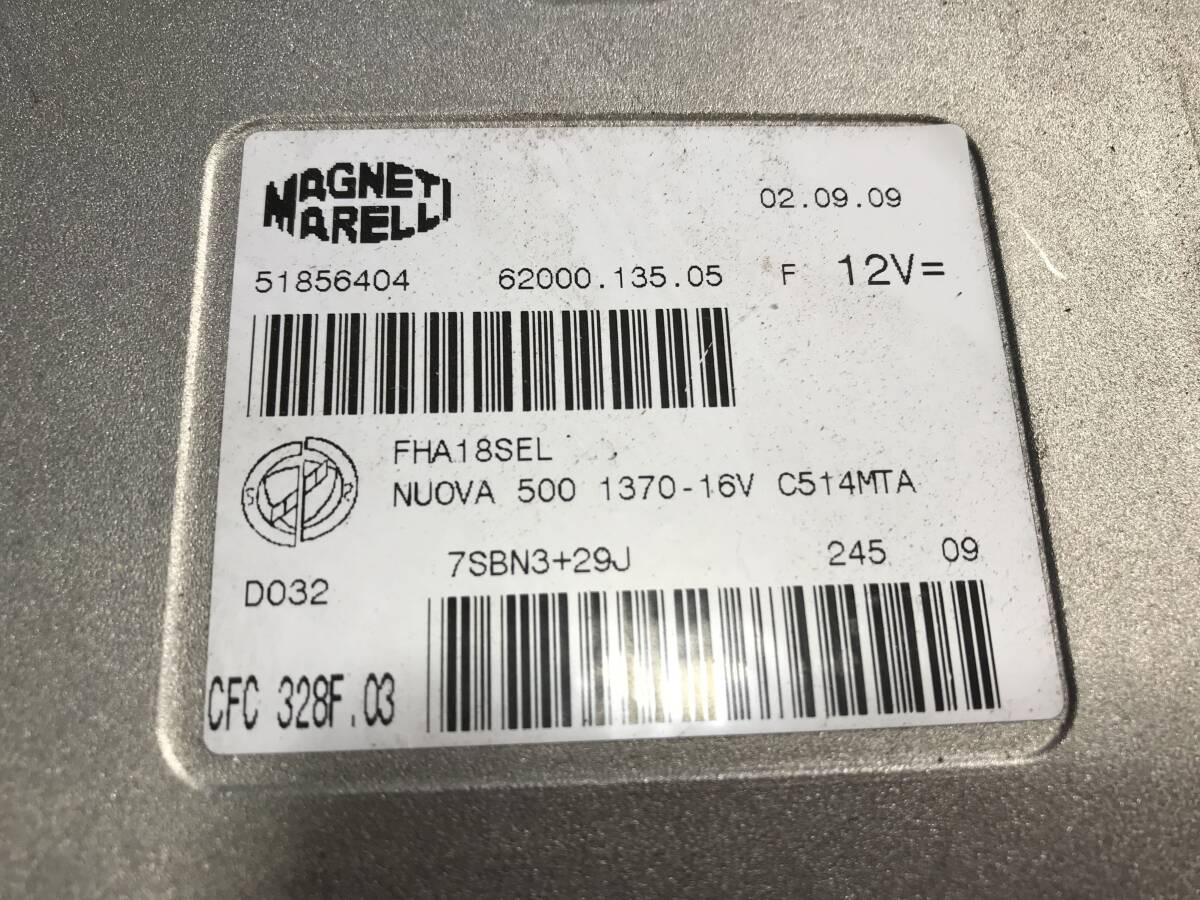 MAGNETI
MARELLI
02.09.09
51856404 62000.135.05 F 12V=
FHA18SEL
NUOVA 500 1370-16V C514MTA
7SBN3+29J 245 09
D032
CFC 328F.03